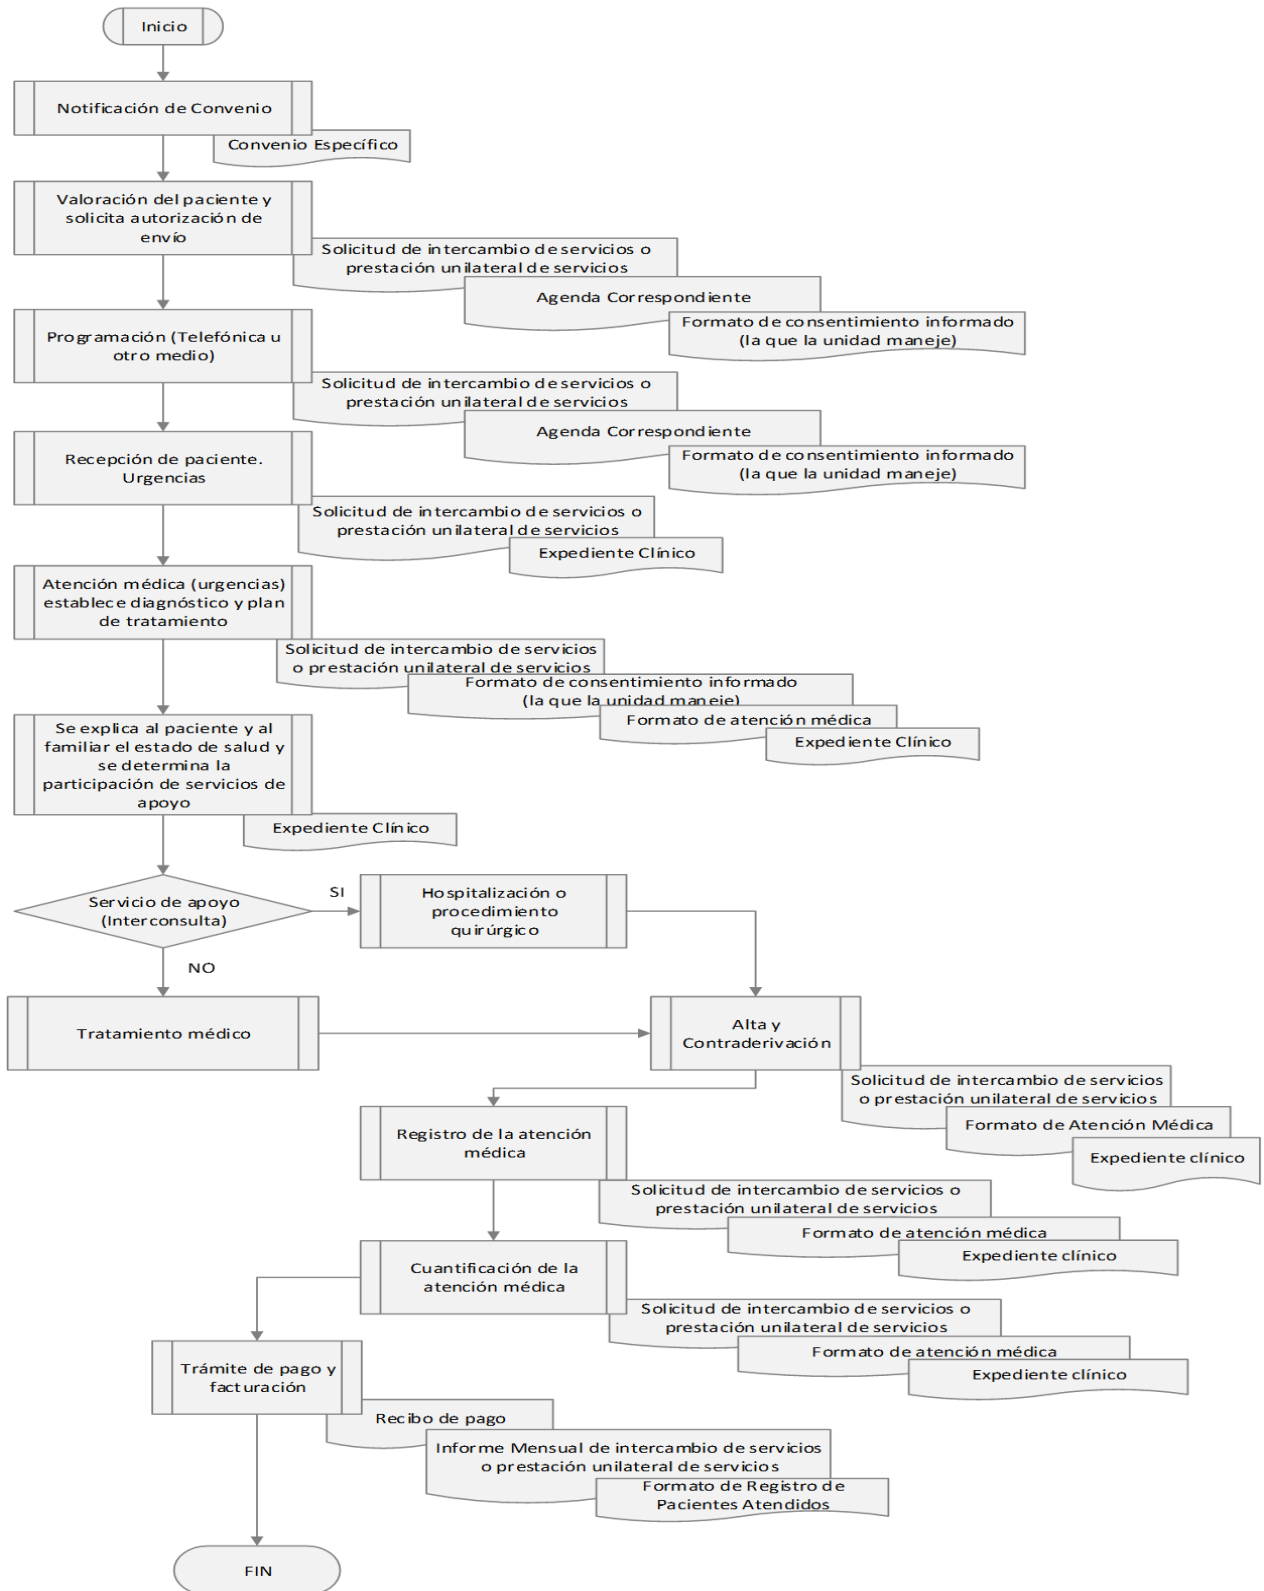 Inicio
Notificación de Convenio
Convenio Específico
Valoración del paciente y
solicita autorización de
envío
Solicitud de intercambio de servicios o
prestación unilateral de servicios
Agenda Correspondiente
Formato de consentimiento informado
(la que la unidad maneje)
Programación (Telefónica u
otro medio)
Solicitud de intercambio de servicios o
prestación unilateral de servicios
Agenda Correspondiente
Formato de consentimiento informado
(la que la unidad maneje)
Recepción de paciente.
Urgencias
Solicitud de intercambio de servicios o
prestación unilateral de servicios
Expediente Clínico
Atención médica (urgencias)
establece diagnóstico y plan
de tratamiento
Solicitud de intercambio de servicios
o prestación unilateral de servicios
Formato de consentimiento informado
(la que la unidad maneje)
Formato de atención médica
Expediente Clínico
Se explica al paciente y al
familiar el estado de salud y
se determina la
participación de servicios de
apoyo
Expediente Clínico
Servicio de apoyo
(Interconsulta)
SI
Hospitalización o
procedimiento
quirúrgico
NO
Tratamiento médico
Alta y
Contraderivación
Solicitud de intercambio de servicios
o prestación unilateral de servicios
Formato de Atención Médica
Expediente clínico
Registro de la atención
médica
Solicitud de intercambio de servicios o
prestación unilateral de servicios
Formato de atención médica
Expediente clínico
Cuantificación de la
atención médica
Solicitud de intercambio de servicios o
prestación unilateral de servicios
Formato de atención médica
Expediente clínico
Trámite de pago y
facturación
Recibo de pago
Informe Mensual de intercambio de servicios
o prestación unilateral de servicios
Formato de Registro de
Pacientes Atendidos
FIN